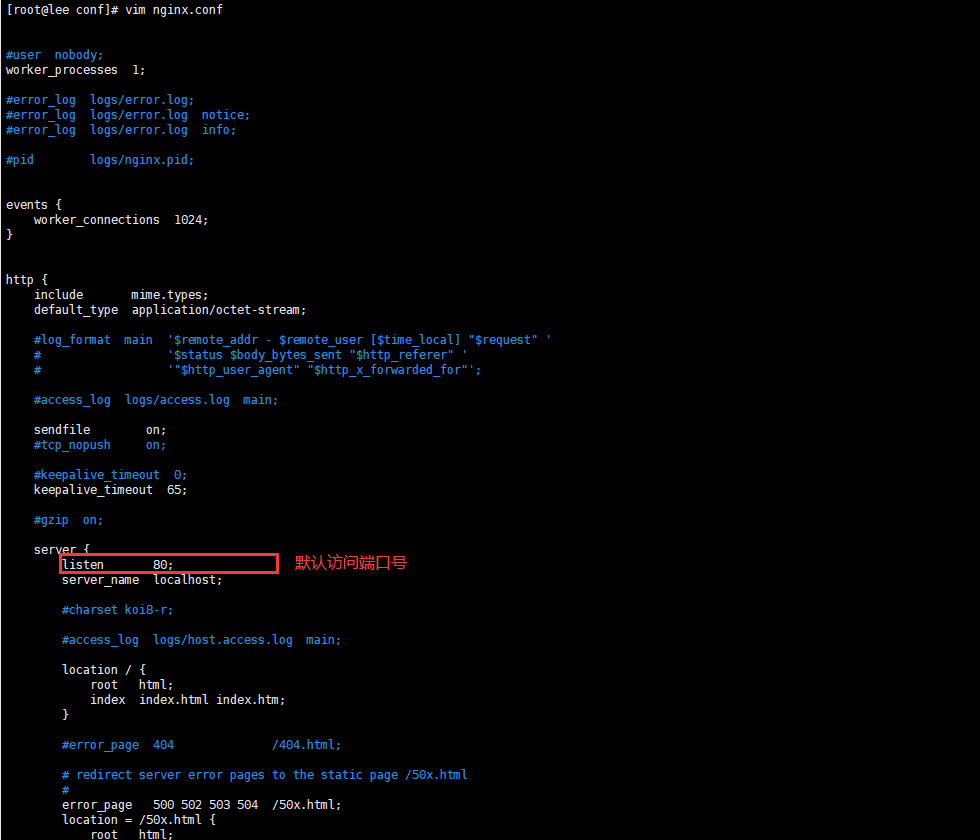 [root@lee conf]# vim nginx.conf
#user  nobody;
worker_processes  1;
#error_log  logs/error.log;
#error_log  logs/error.log  notice;
#error_log  logs/error.log  info;
#pid        logs/nginx.pid;
events {
    worker_connections  1024;
}
http {
    include       mime.types;
    default_type  application/octet-stream;
    #log_format  main  '$remote_addr - $remote_user [$time_local] "$request" '
    #                  '$status $body_bytes_sent "$http_referer" '
    #                  '"$http_user_agent" "$http_x_forwarded_for"';
    #access_log  logs/access.log  main;
    sendfile        on;
    #tcp_nopush     on;
    #keepalive_timeout  0;
    keepalive_timeout  65;
    #gzip  on;
    server {
        listen       80; 默认访问端口号
        server_name  localhost;
        #charset koi8-r;
        #access_log  logs/host.access.log  main;
        location / {
            root   html;
            index  index.html index.htm;
        }
        #error_page  404              /404.html;
        # redirect server error pages to the static page /50x.html
        #
        error_page   500 502 503 504  /50x.html;
        location = /50x.html {
            root   html;